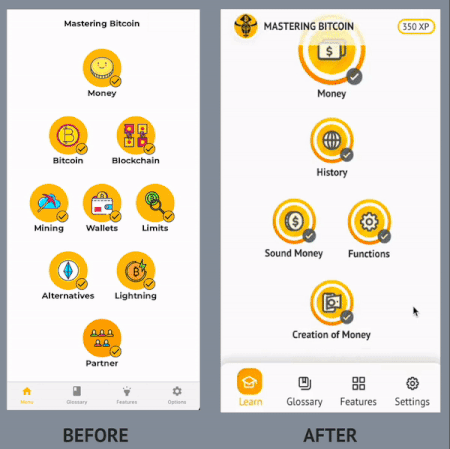 Mastering Bitcoin
Money
Bitcoin
Blockchain
Mining
Wallets
Limits
Alternatives
Lightning
Partner
Menu
Glossary
Features
Options
BEFORE
MASTERING BITCOIN
350 XP
Money
History
Sound Money
Functions
Creation of Money
Learn
Glossary
Features
Settings
AFTER